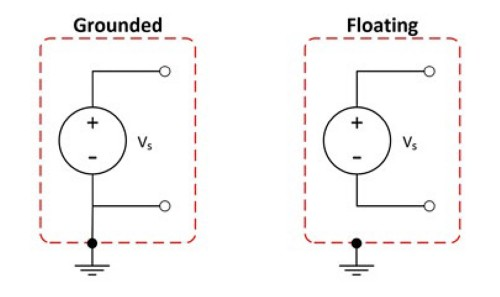 Grounded
Floating
+
Vs
-
+
Vs
-